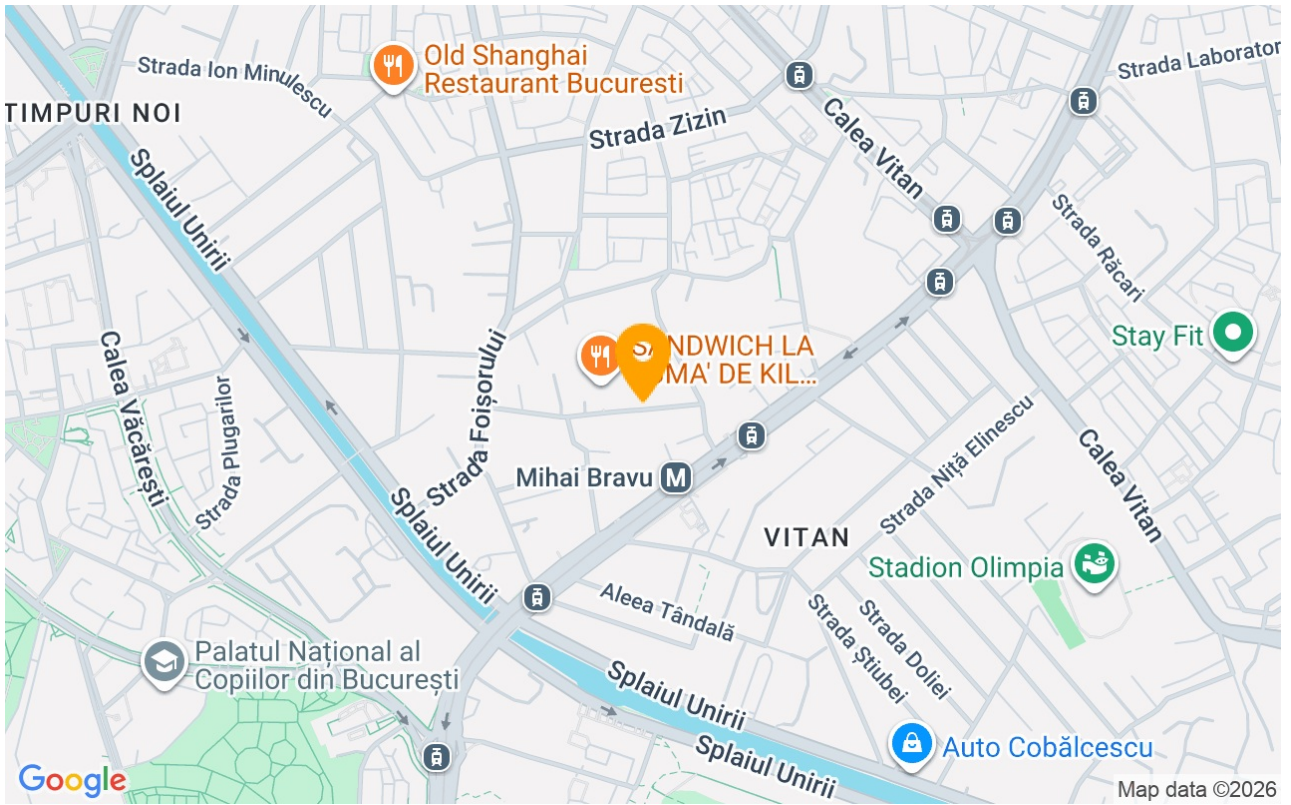 Old Shanghai
Restaurant Bucuresti
Strada Ion Minulescu
Strada Laborator
TIMPURI NOI
Strada Zizin
Calea Vitan
Splaiul Unirii
Strada Răcari
Stay Fit
Calea Văcărești
Strada Plugarilor
Strada Foișorului
DE KIL...
LA
Mihai Bravu
M
Strada Niță Elinescu
Calea Vitan
VITAN
Splaiul Unirii
Stadion Olimpia
Aleea Tândală
Strada Știubei
Strada Doliei
Palatul Național al
Copiilor din București
Splaiul Unirii
Splaiul Unirii
Auto Cobălcescu
Google
Map data ©2026